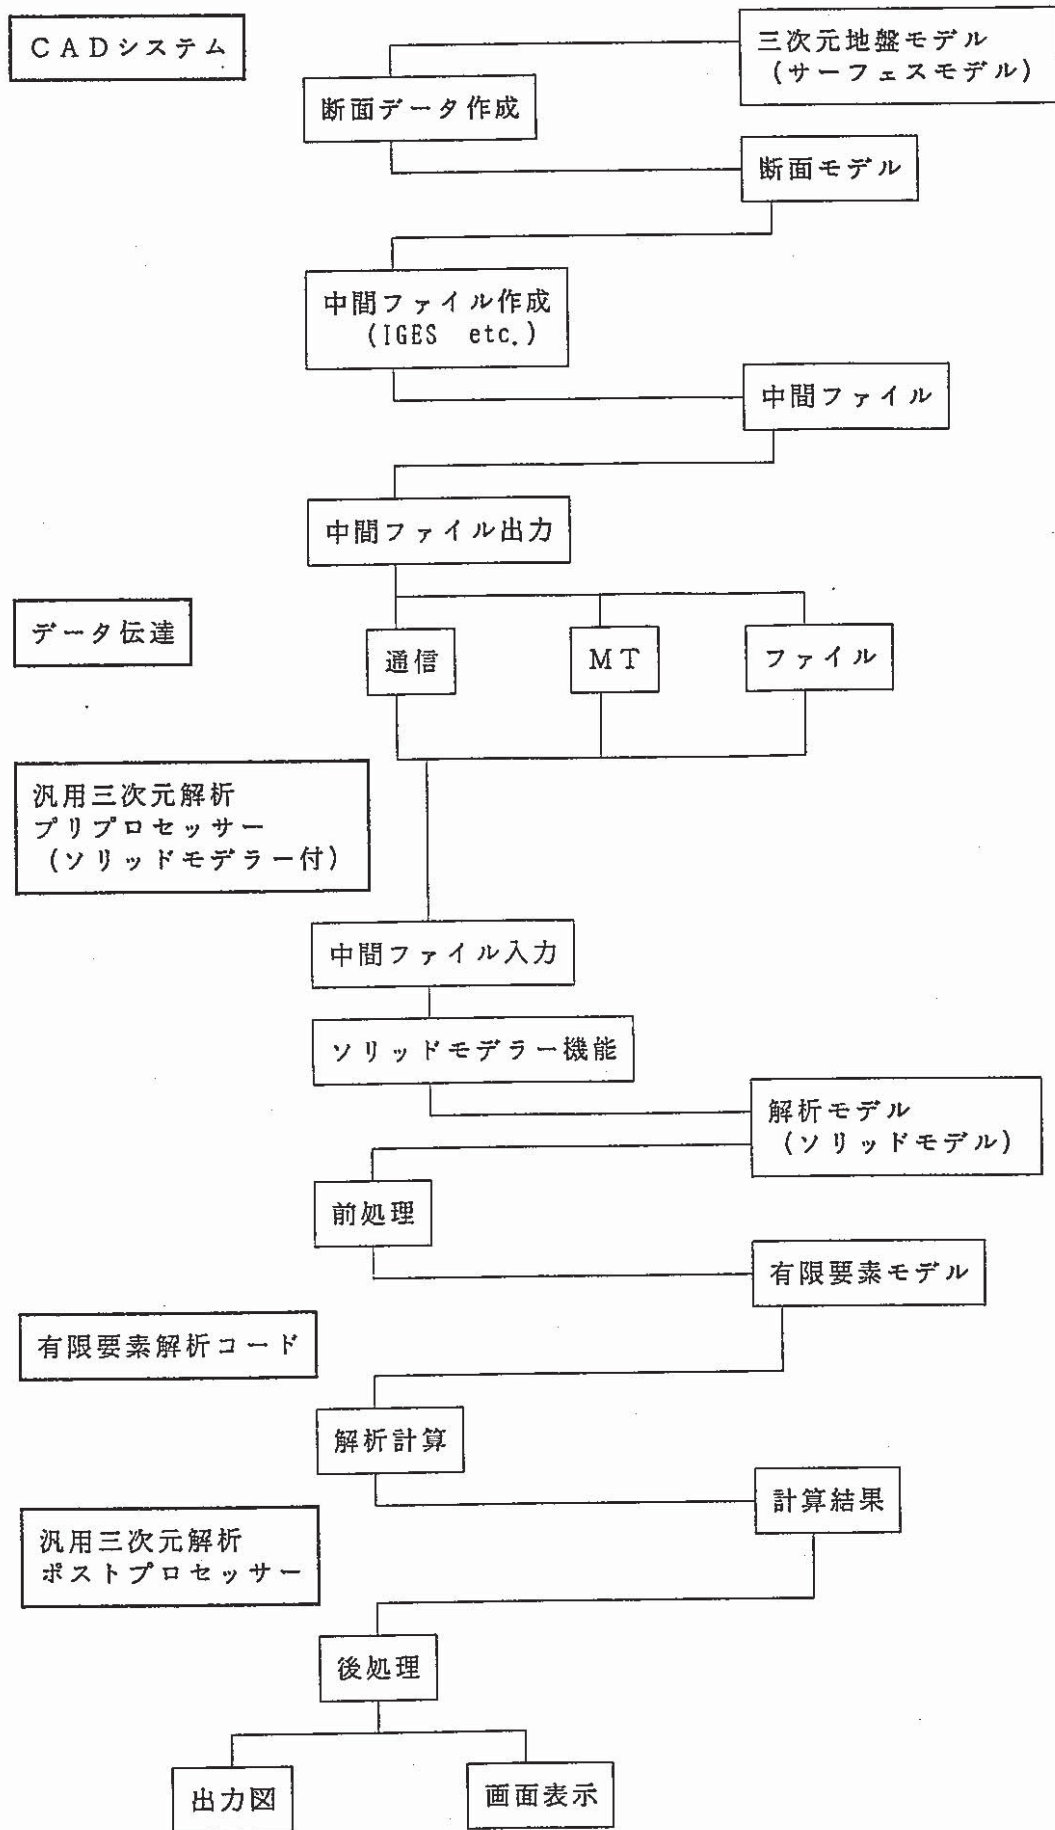 CADシステム
三次元地盤モデル
(サーフェスモデル)
断面データ作成
断面モデル
中間ファイル作成
(IGES etc.)
中間ファイル
中間ファイル出力
データ伝達
通信
MT
ファイル
汎用三次元解析
プリプロセッサー
(ソリッドモデラー付)
中間ファイル入力
ソリッドモデラー機能
解析モデル
(ソリッドモデル)
前処理
有限要素モデル
有限要素解析コード
解析計算
計算結果
汎用三次元解析
ポストプロセッサー
後処理
出力図
画面表示